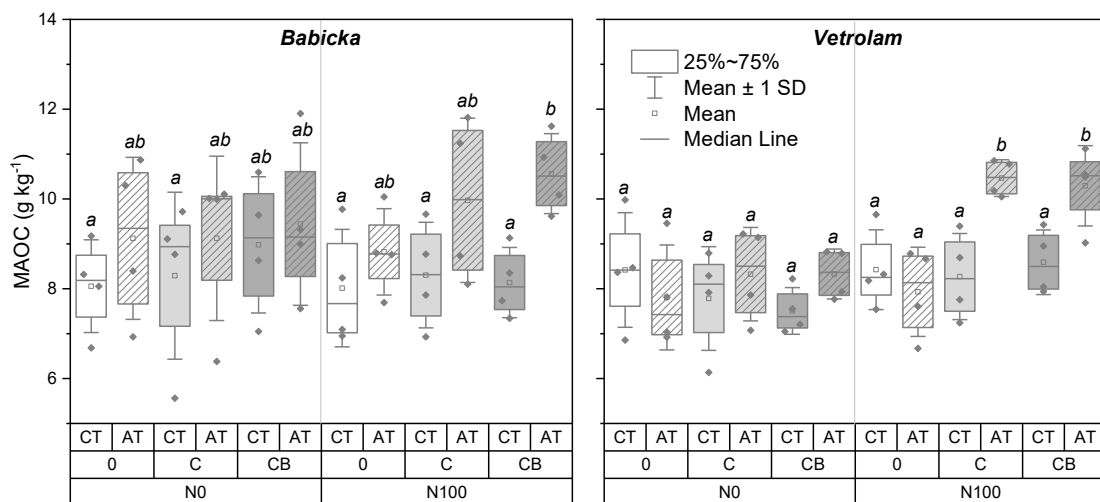 Babicka
Vetrolam
MAOC (g kg-1)
14
12
10
8
6
25%~75%
Mean ± 1 SD
Mean
Median Line
a ab a ab ab ab a ab a ab a b
a a a a a a a a a b a b
CT AT CT AT CT AT CT AT CT AT CT AT
0 C CB 0 C CB
N0 N100
CT AT CT AT CT AT CT AT CT AT CT AT
0 C CB 0 C CB
N0 N100